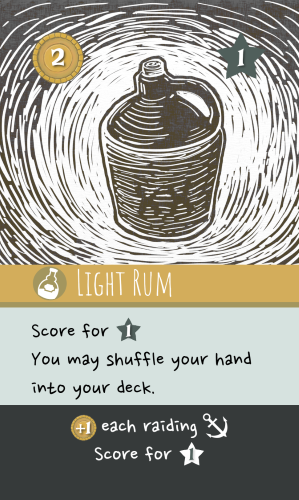 2
1
XX
LIGHT RUM
Score for 1
You may shuffle your hand
into your deck.
+1 each raiding
Score for 1